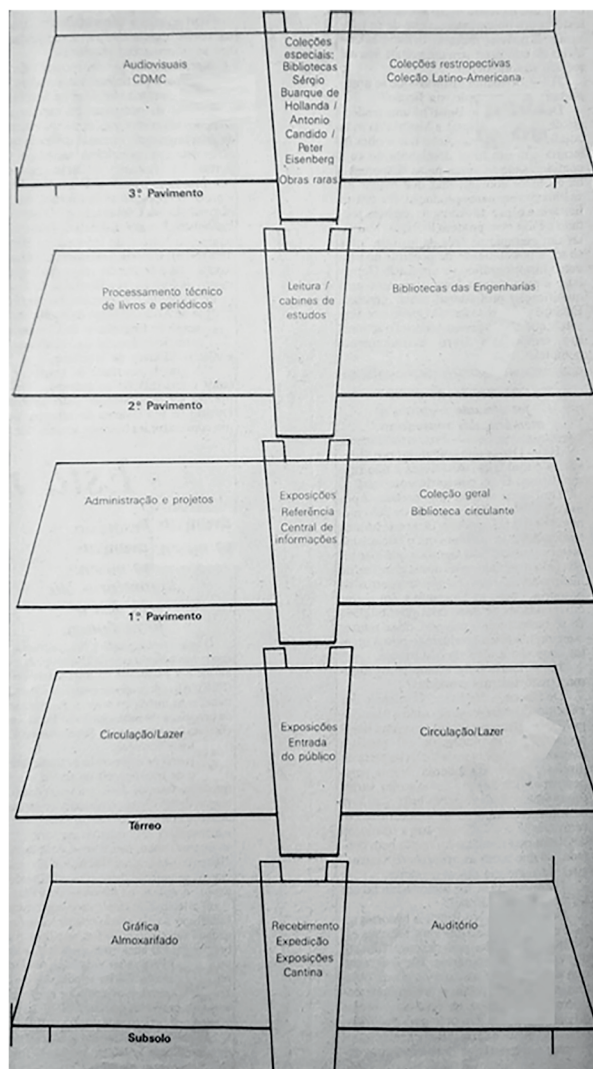 Audiovisuais
CDMC
Coleções
especiais:
Bibliotecas
Sérgio
Buarque de
Hollanda /
Antonio
Candido /
Peter
Eisenberg
Obras raras
Coleções restropectivas
Coleção Latino-Americana
3º Pavimento
Processamento técnico
de livros e periódicos
Leitura /
cabines de
estudos
Bibliotecas das Engenharias
2º Pavimento
Administração e projetos
Exposições
Referência
Central de
informações
Coleção geral
Biblioteca circulante
1º Pavimento
Circulação/Lazer
Exposições
Entrada
do público
Circulação/Lazer
Térreo
Gráfica
Almoxarifado
Recebimento
Expedição
Exposições
Cantina
Auditório
Subsolo